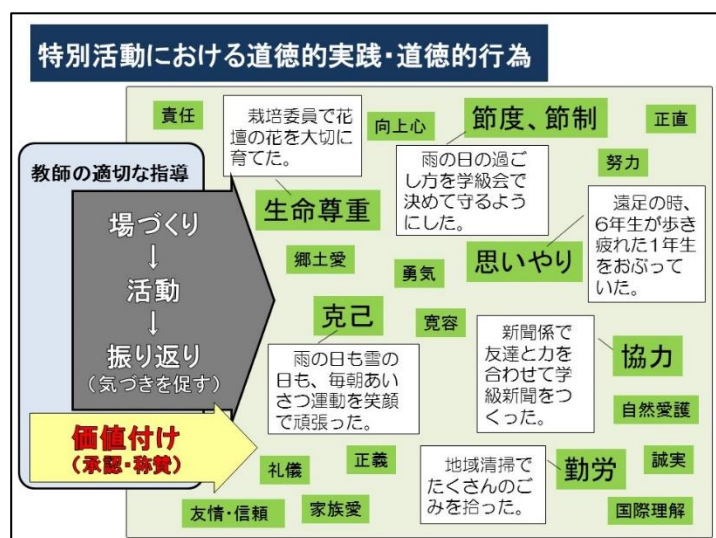 特別活動における道徳的実践・道徳的行為
教師の適切な指導
場づくり
↓
活動
↓
振り返り
(気づきを促す)
価値付け
(承認・称賛)
責任
栽培委員で花
壇の花を大切に
育てた。
向上心
節度、節制
正直
雨の日の過ご
し方を学級会で
決めて守るよう
にした。
努力
生命尊重
遠足の時、
6年生が歩き
疲れた1年生
をおぶってい
いた。
郷土愛
勇気
思いやり
克己
寛容
雨の日も雪の
日も、毎朝あい
さつ運動を笑顔
で頑張った。
新聞係で
友達と力を
合わせて学
級新聞をつ
くった。
協力
自然愛護
礼儀
正義
地域清掃で
たくさんのご
みを拾った。
勤労
誠実
友情・信頼
家族愛
国際理解